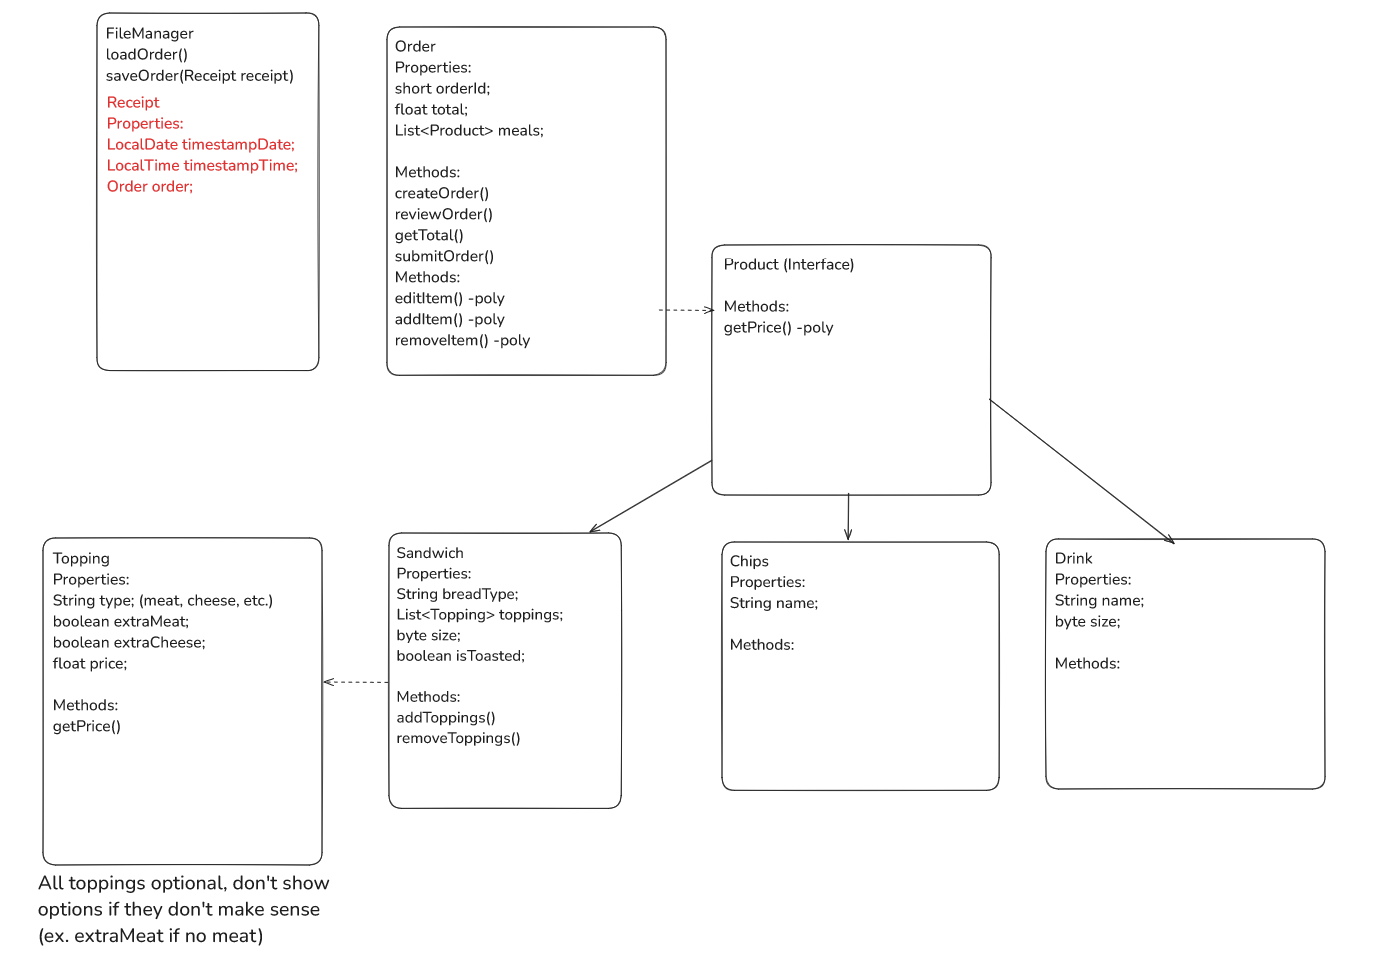 FileManager
loadOrder()
saveOrder(Receipt receipt)
Receipt
Properties:
LocalDate timestampDate;
LocalTime timestampTime;
Order order;
Order
Properties:
short orderId;
float total;
List<Product> meals;
Methods:
createOrder()
reviewOrder()
getTotal()
submitOrder()
Methods:
editItem() -poly
addItem() -poly
removeItem() -poly
Product (Interface)
Methods:
getPrice() -poly
Topping
Properties:
String type; (meat, cheese, etc.)
boolean extraMeat;
boolean extraCheese;
float price;
Methods:
getPrice()
All toppings optional, don't show
options if they don't make sense
(ex. extraMeat if no meat)
Sandwich
Properties:
String breadType;
List<Topping> toppings;
byte size;
boolean isToasted;
Methods:
addToppings()
removeToppings()
Chips
Properties:
String name;
Methods:
Drink
Properties:
String name;
byte size;
Methods: